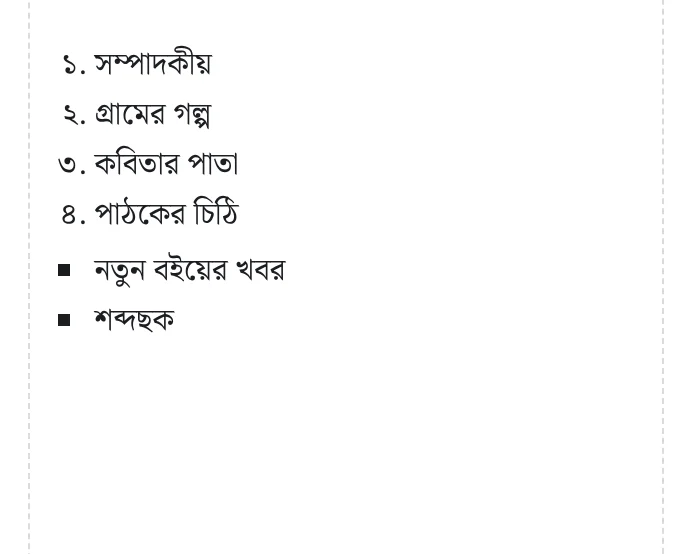 ১. সম্পাদকীয়
২. গ্রামের গল্প
৩. কবিতার পাতা
৪. পাঠকের চিঠি
▪ নতুন বইয়ের খবর
▪ শব্দছক